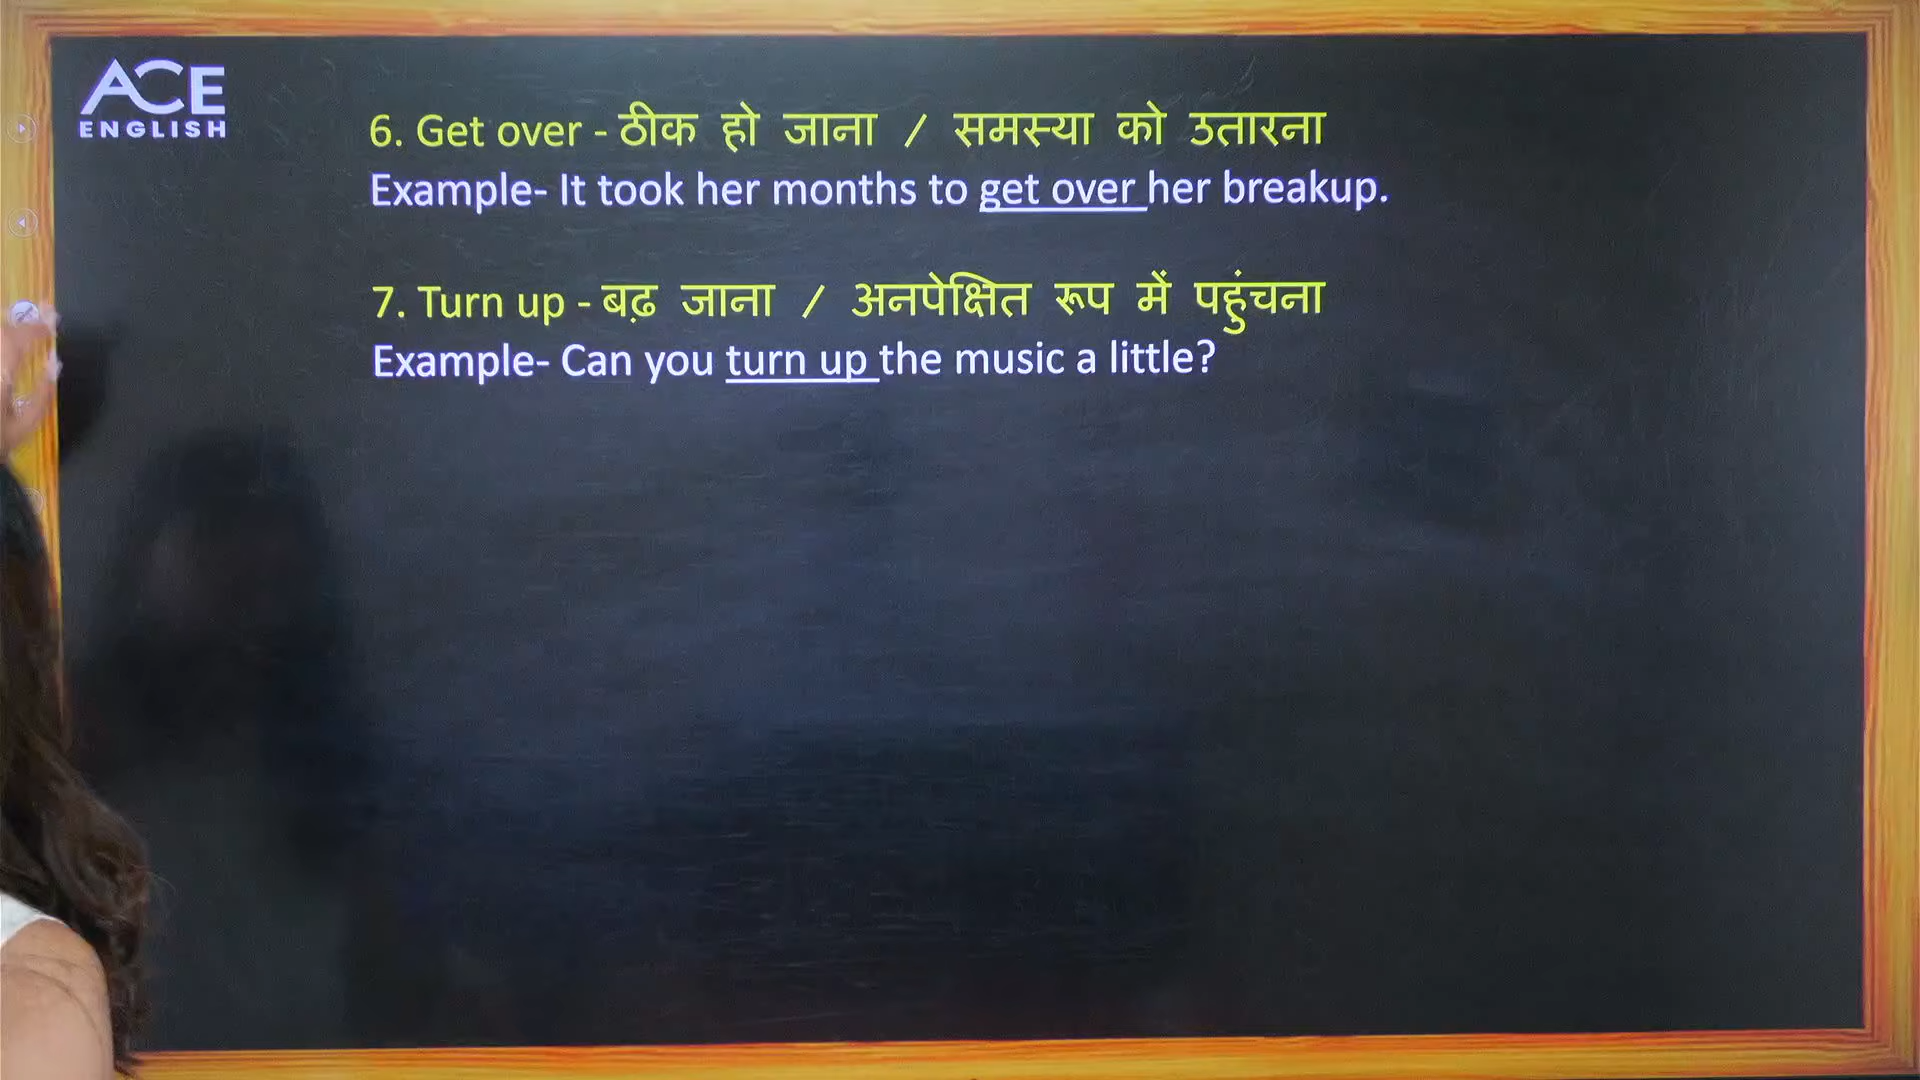 ACE
ENGLISH
6. Get over - ठीक हो जाना / समस्या को उतारना
Example- It took her months to get over her breakup.
7. Turn up - बढ़ जाना / अनपेक्षित रूप में पहुंचना
Example- Can you turn up the music a little?